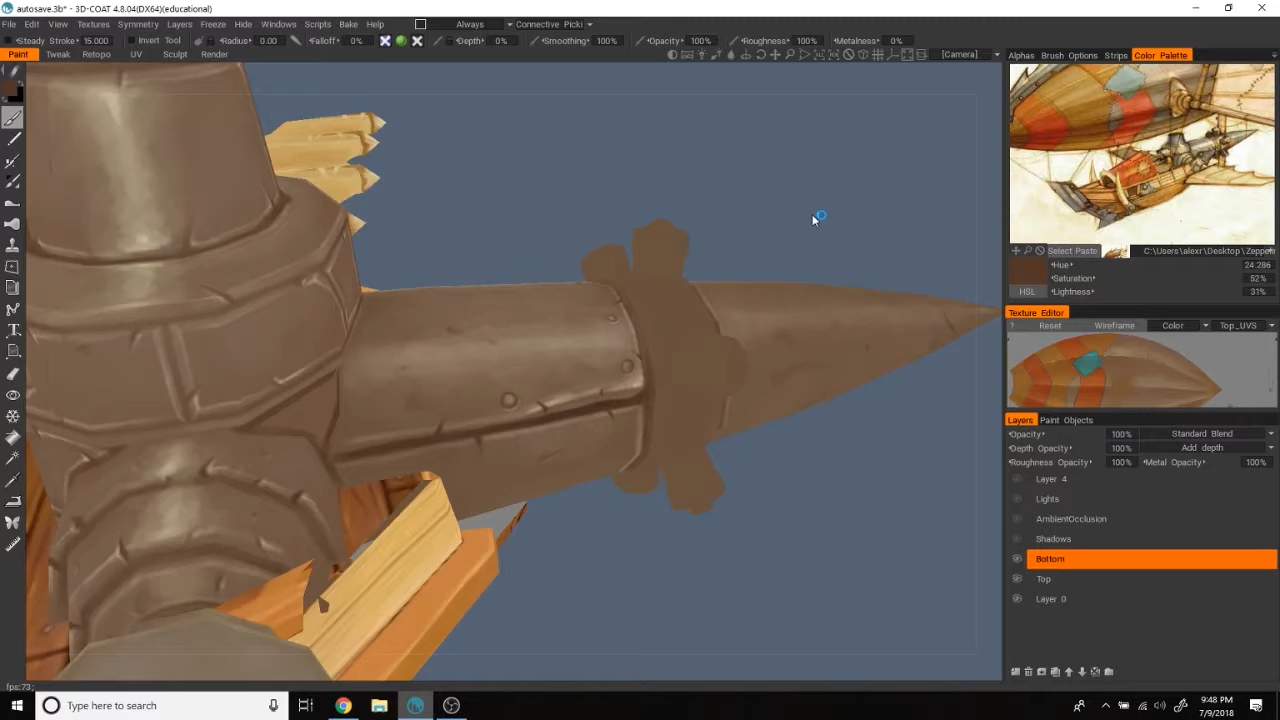 autosave.3b* - 3D-COAT 4.8.04(DX64)(educational)
File Edit View Textures Symmetry Layers Freeze Hide Windows Scripts Bake Help Always Connective Picki
Steady Stroke 15.000 Invert Tool Radius 0.00 Falloff 0% Depth 0% Smoothing 100% Opacity 100% Roughness 100% Metalness 0%
Paint Tweak Retopo UV Sculpt Render [Camera] Alphas Brush Options Strips Color Palette
Select Paste C:\Users\alexr\Desktop\Zeppel
Hue 24.286
Saturation 52%
HSL Lightness 31%
Texture Editor
? Reset Wireframe Color Top_UVS
Layers Paint Objects
Opacity 100% Standard Blend
Depth Opacity 100% Add depth
Roughness Opacity 100% Metal Opacity 100%
Layer 4
Lights
AmbientOcclusion
Shadows
Bottom
Top
Layer 0
fps:73;
Type here to search
9:48 PM
7/9/2018